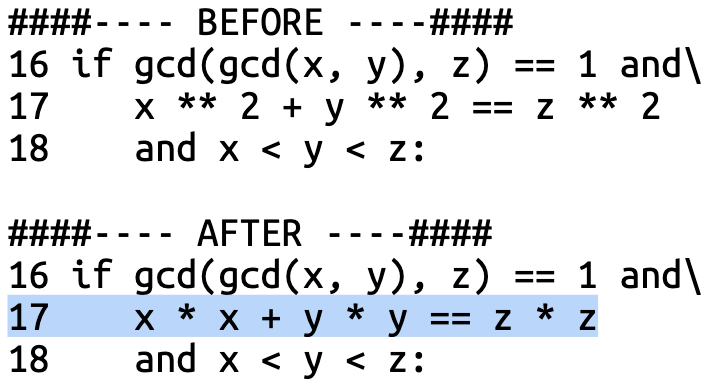 ####---- BEFORE ----####
16 if gcd(gcd(x, y), z) == 1 and\
17    x ** 2 + y ** 2 == z ** 2
18    and x < y < z:
####---- AFTER ----####
16 if gcd(gcd(x, y), z) == 1 and\
17    x * x + y * y == z * z
18    and x < y < z: